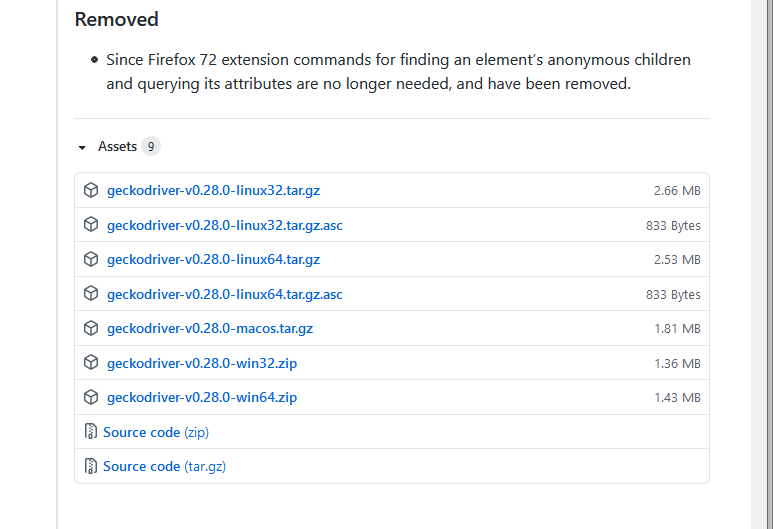 Removed
Since Firefox 72 extension commands for finding an element’s anonymous children
and querying its attributes are no longer needed, and have been removed.
Assets 9
geckodriver-v0.28.0-linux32.tar.gz 2.66 MB
geckodriver-v0.28.0-linux32.tar.gz.asc 833 Bytes
geckodriver-v0.28.0-linux64.tar.gz 2.53 MB
geckodriver-v0.28.0-linux64.tar.gz.asc 833 Bytes
geckodriver-v0.28.0-macos.tar.gz 1.81 MB
geckodriver-v0.28.0-win32.zip 1.36 MB
geckodriver-v0.28.0-win64.zip 1.43 MB
Source code (zip)
Source code (tar.gz)